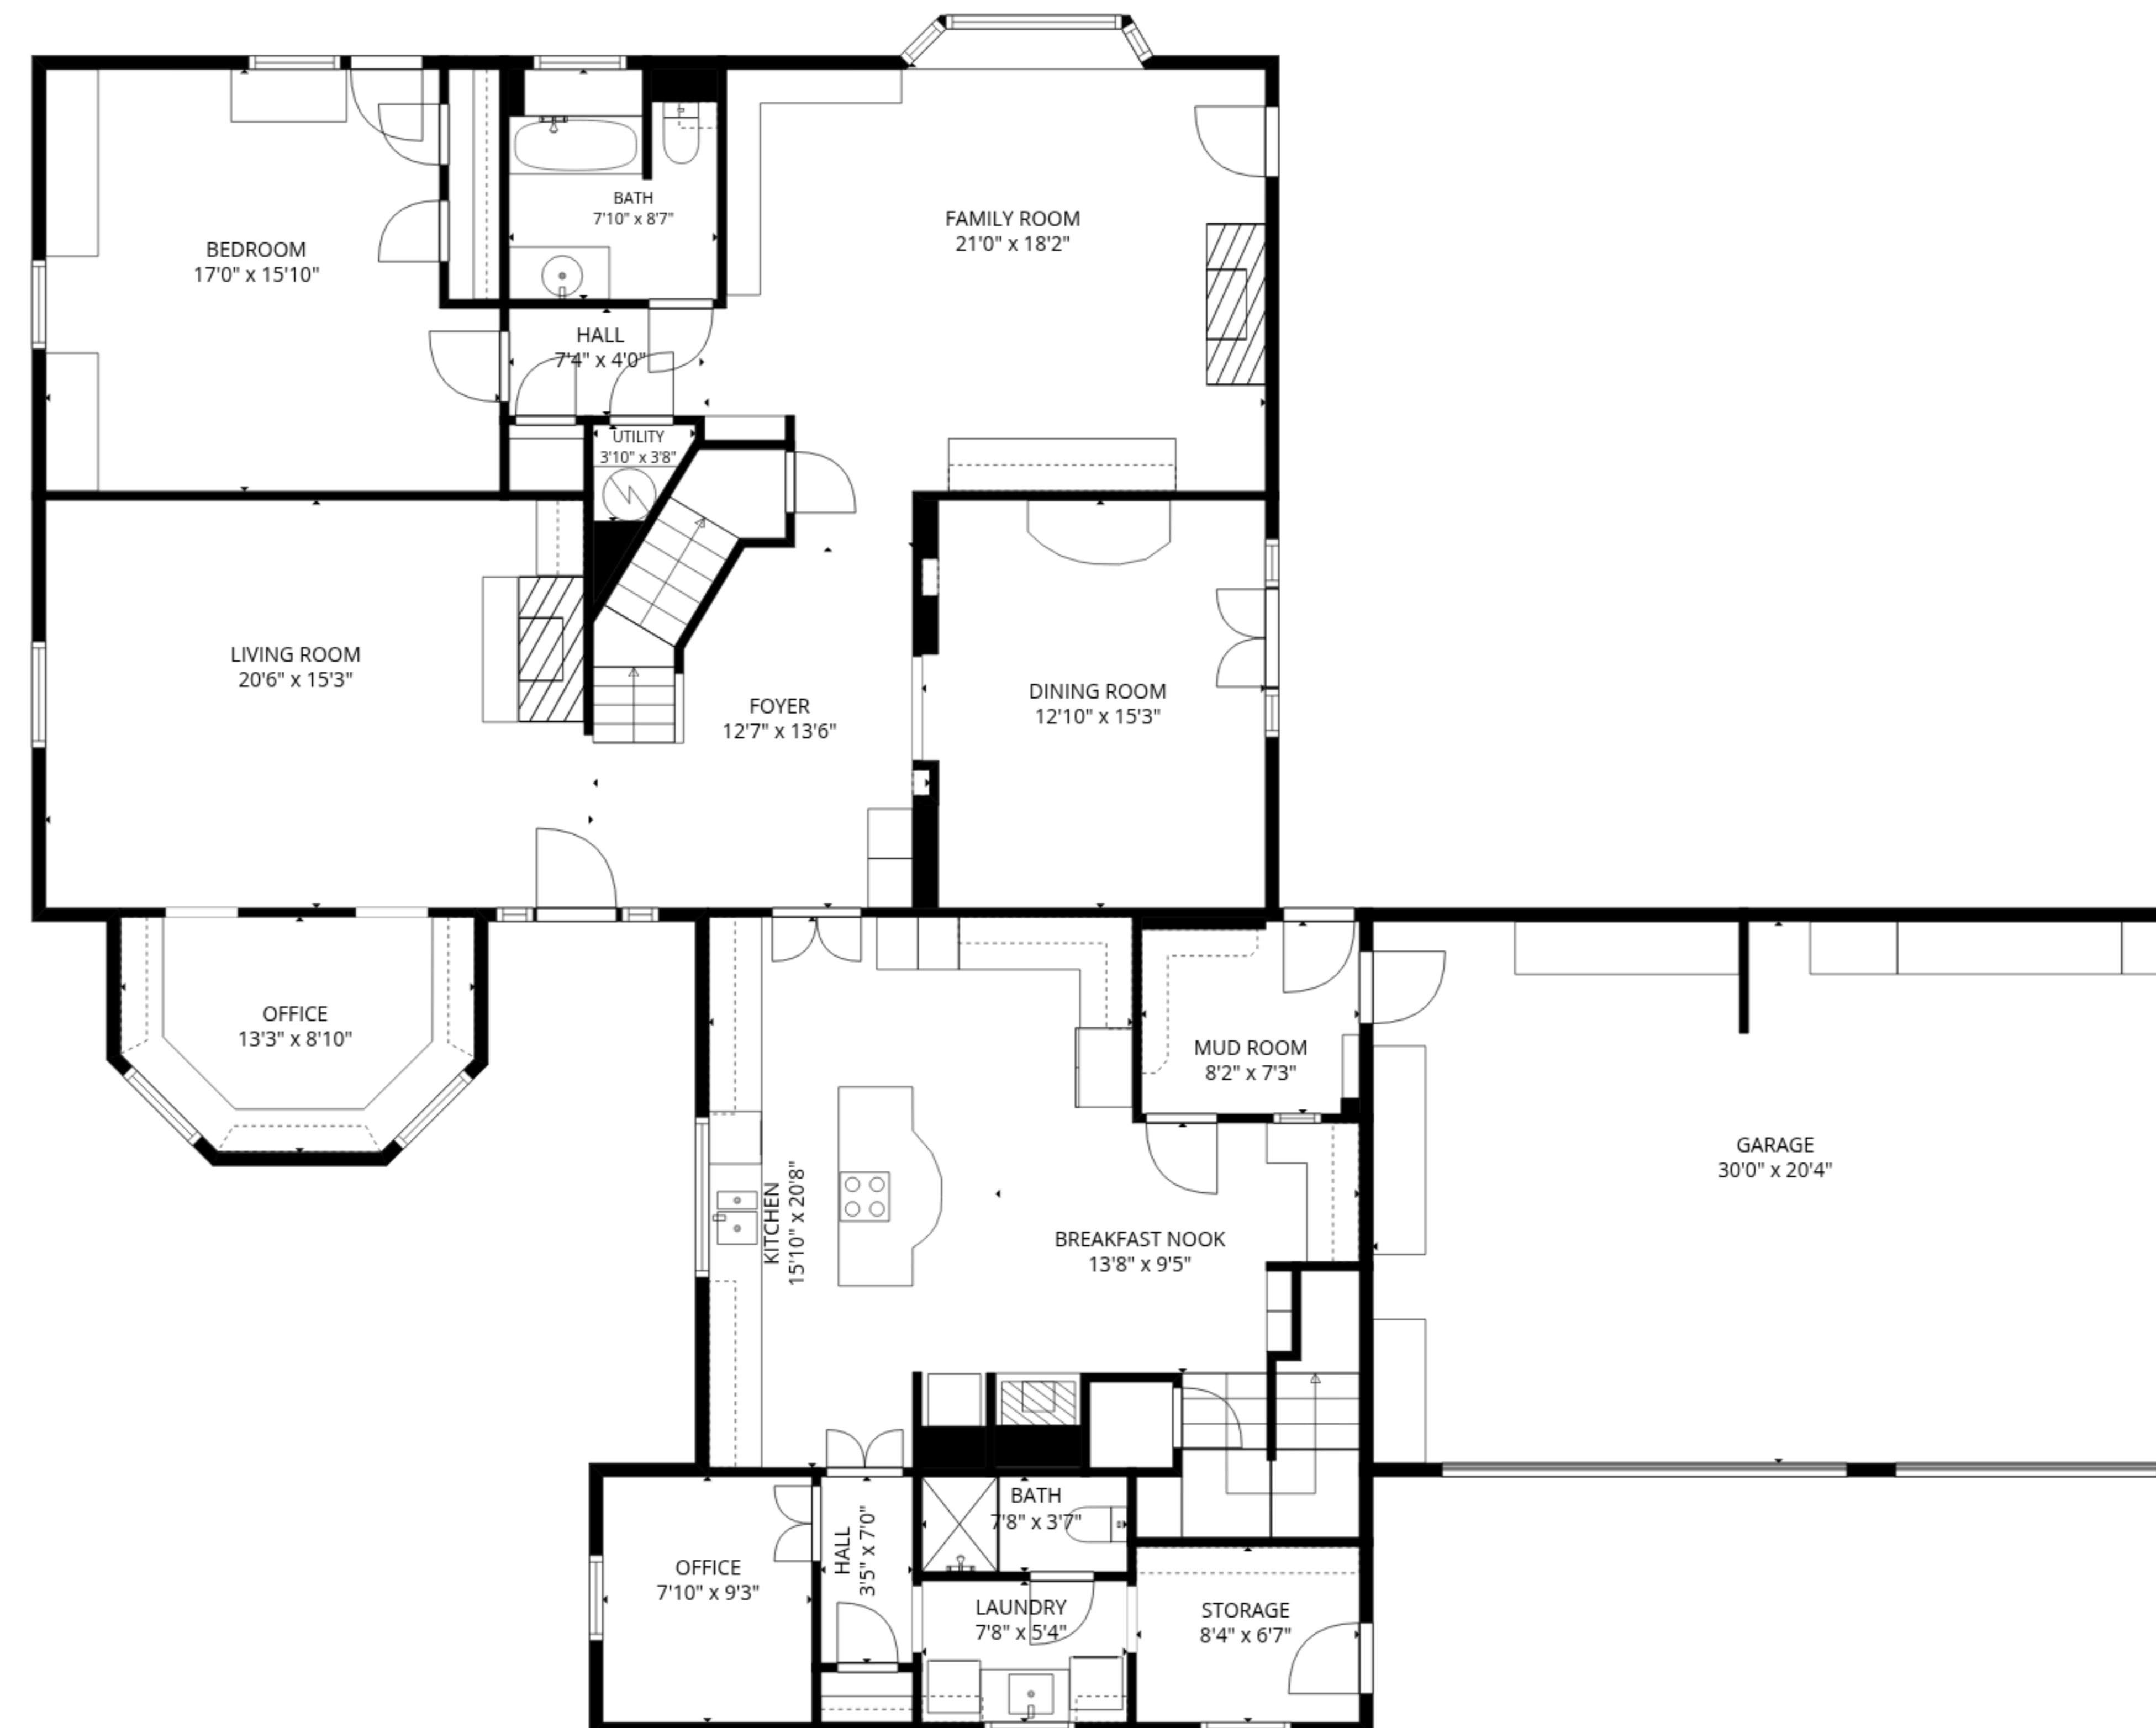 BATH
7'10" x 8'7"
FAMILY ROOM
21'0" x 18'2"
BEDROOM
17'0" x 15'10"
HALL
7'4" x 4'0"
UTILITY
3'10" x 3'8"
LIVING ROOM
20'6" x 15'3"
FOYER
12'7" x 13'6"
DINING ROOM
12'10" x 15'3"
OFFICE
13'3" x 8'10"
MUD ROOM
8'2" x 7'3"
GARAGE
30'0" x 20'4"
KITCHEN
15'10" x 20'8"
BREAKFAST NOOK
13'8" x 9'5"
BATH
7'8" x 3'7"
HALL
3'5" x 7'0"
OFFICE
7'10" x 9'3"
LAUNDRY
7'8" x 5'4"
STORAGE
8'4" x 6'7"